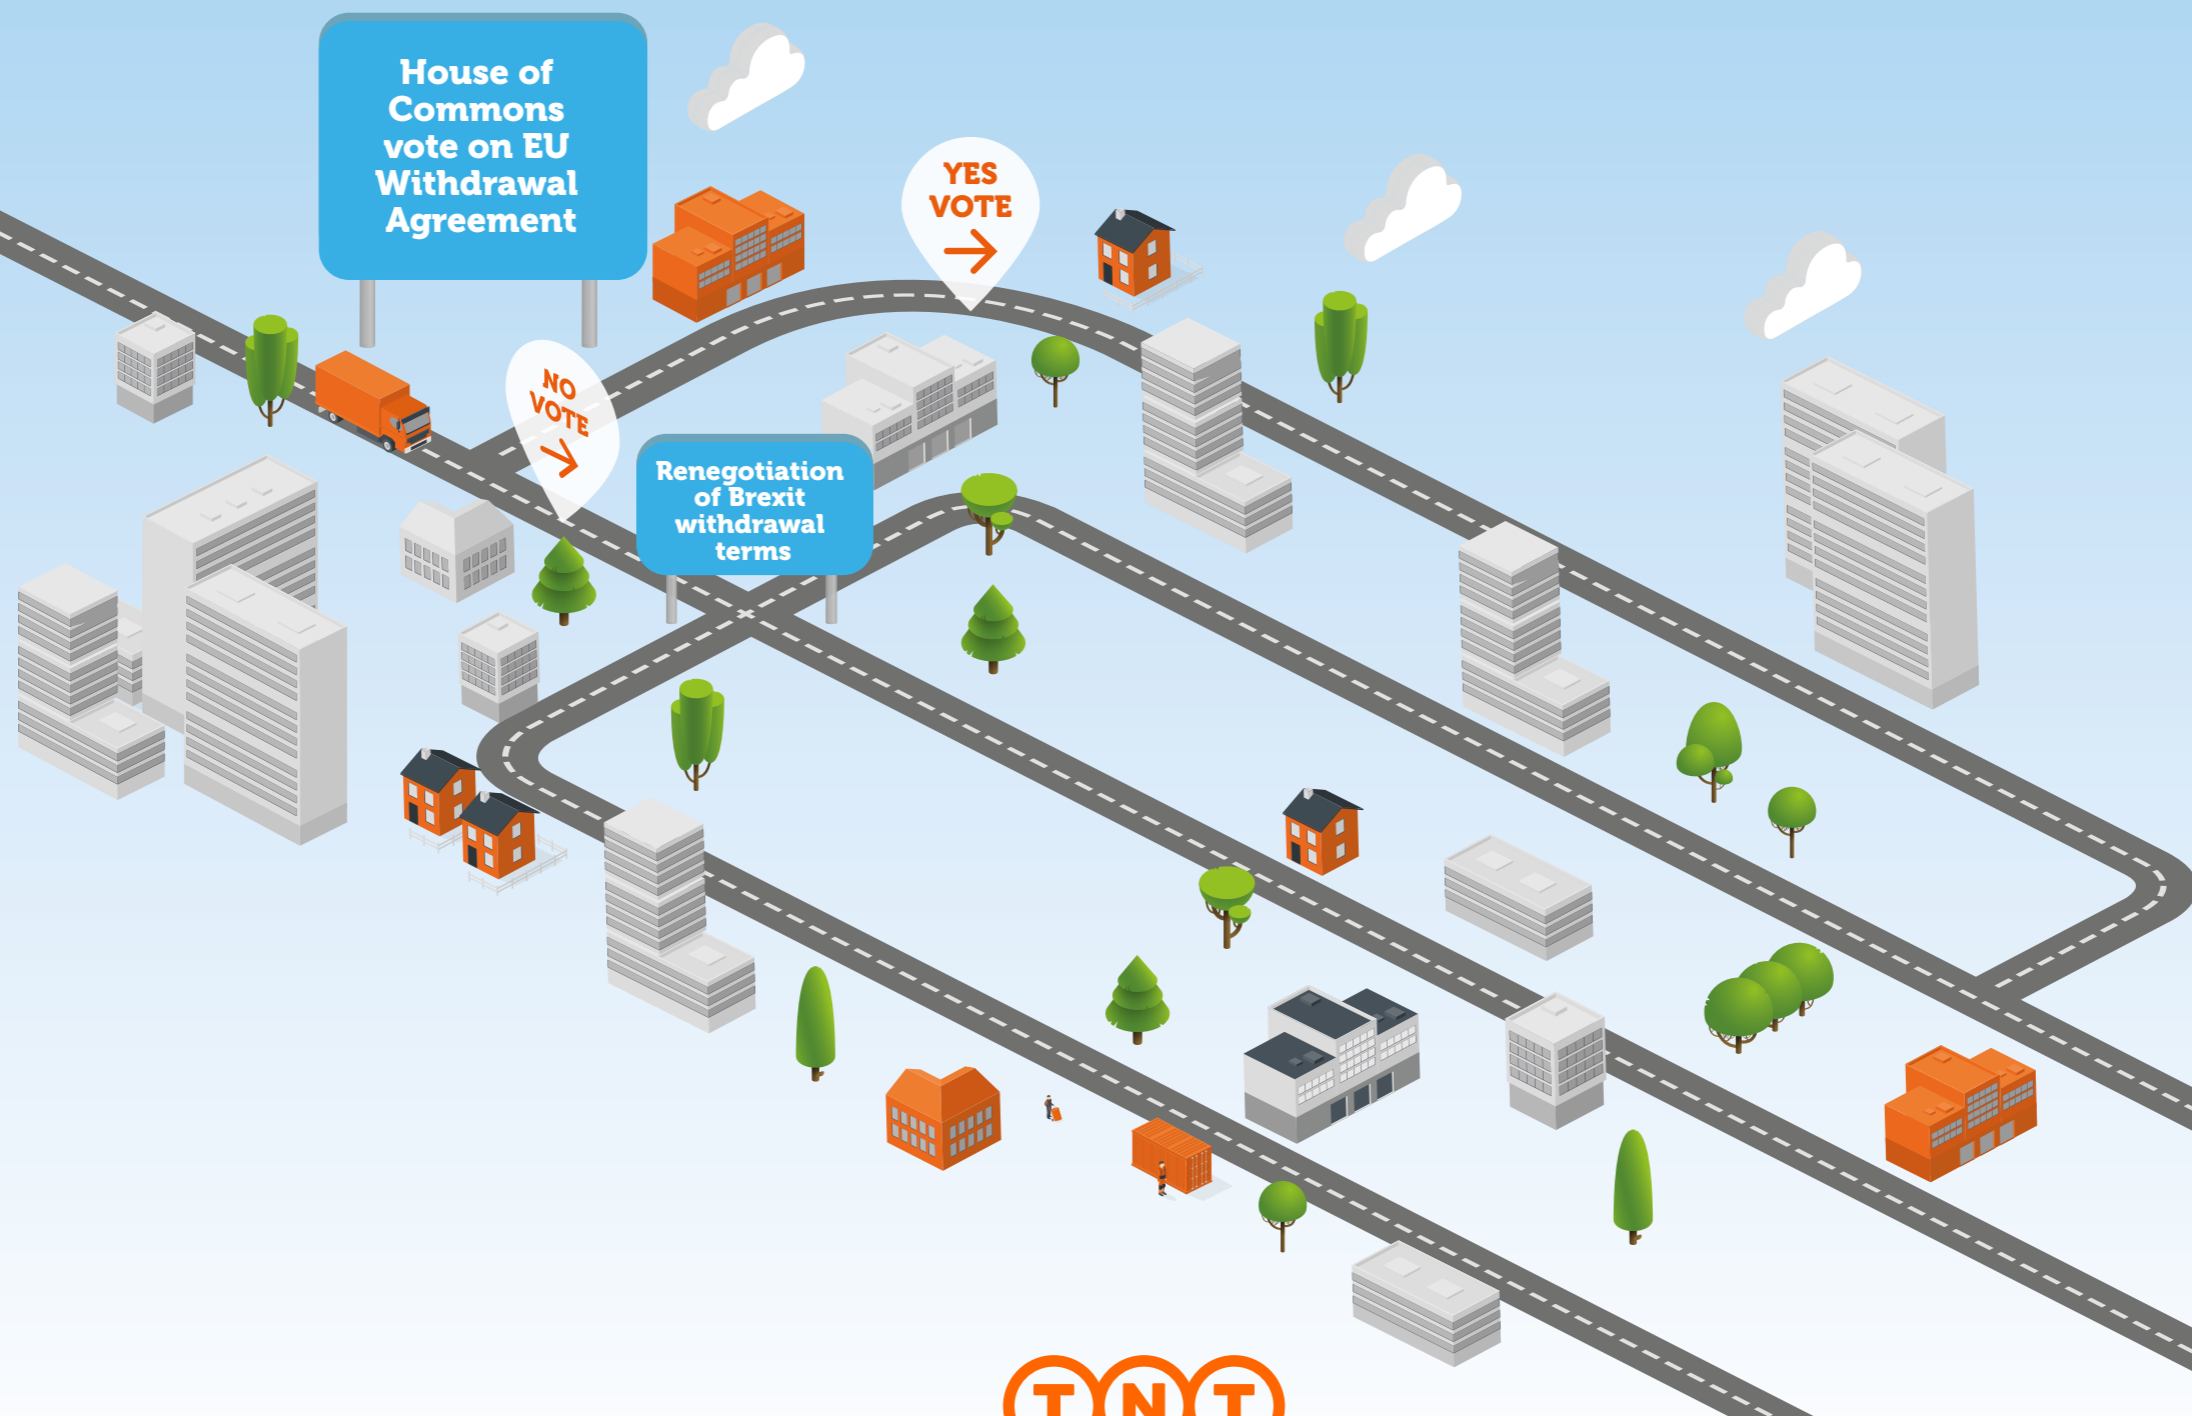 House of
Commons
vote on EU
Withdrawal
Agreement
YES
VOTE
NO
VOTE
Renegotiation
of Brexit
withdrawal
terms
TNT